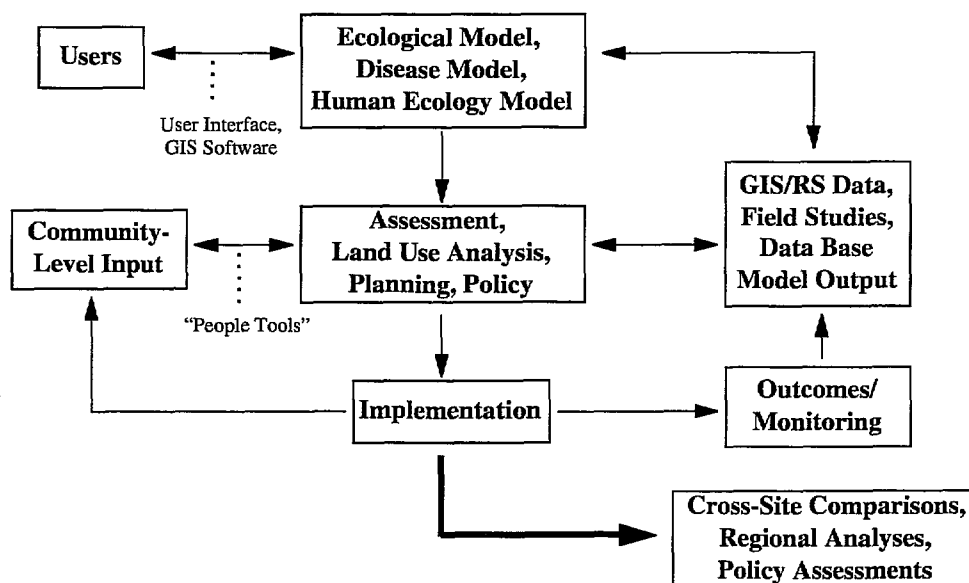 Users
Ecological Model,
Disease Model,
Human Ecology Model
User Interface,
GIS Software
GIS/RS Data,
Field Studies,
Data Base
Model Output
Community-
Level Input
Assessment,
Land Use Analysis,
Planning, Policy
“People Tools”
Implementation
Outcomes/
Monitoring
Cross-Site Comparisons,
Regional Analyses,
Policy Assessments